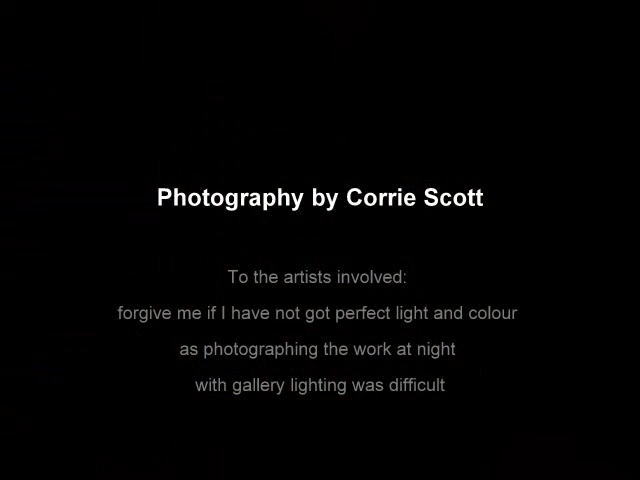 Photography by Corrie Scott
To the artists involved:
forgive me if I have not got perfect light and colour
as photographing the work at night
with gallery lighting was difficult